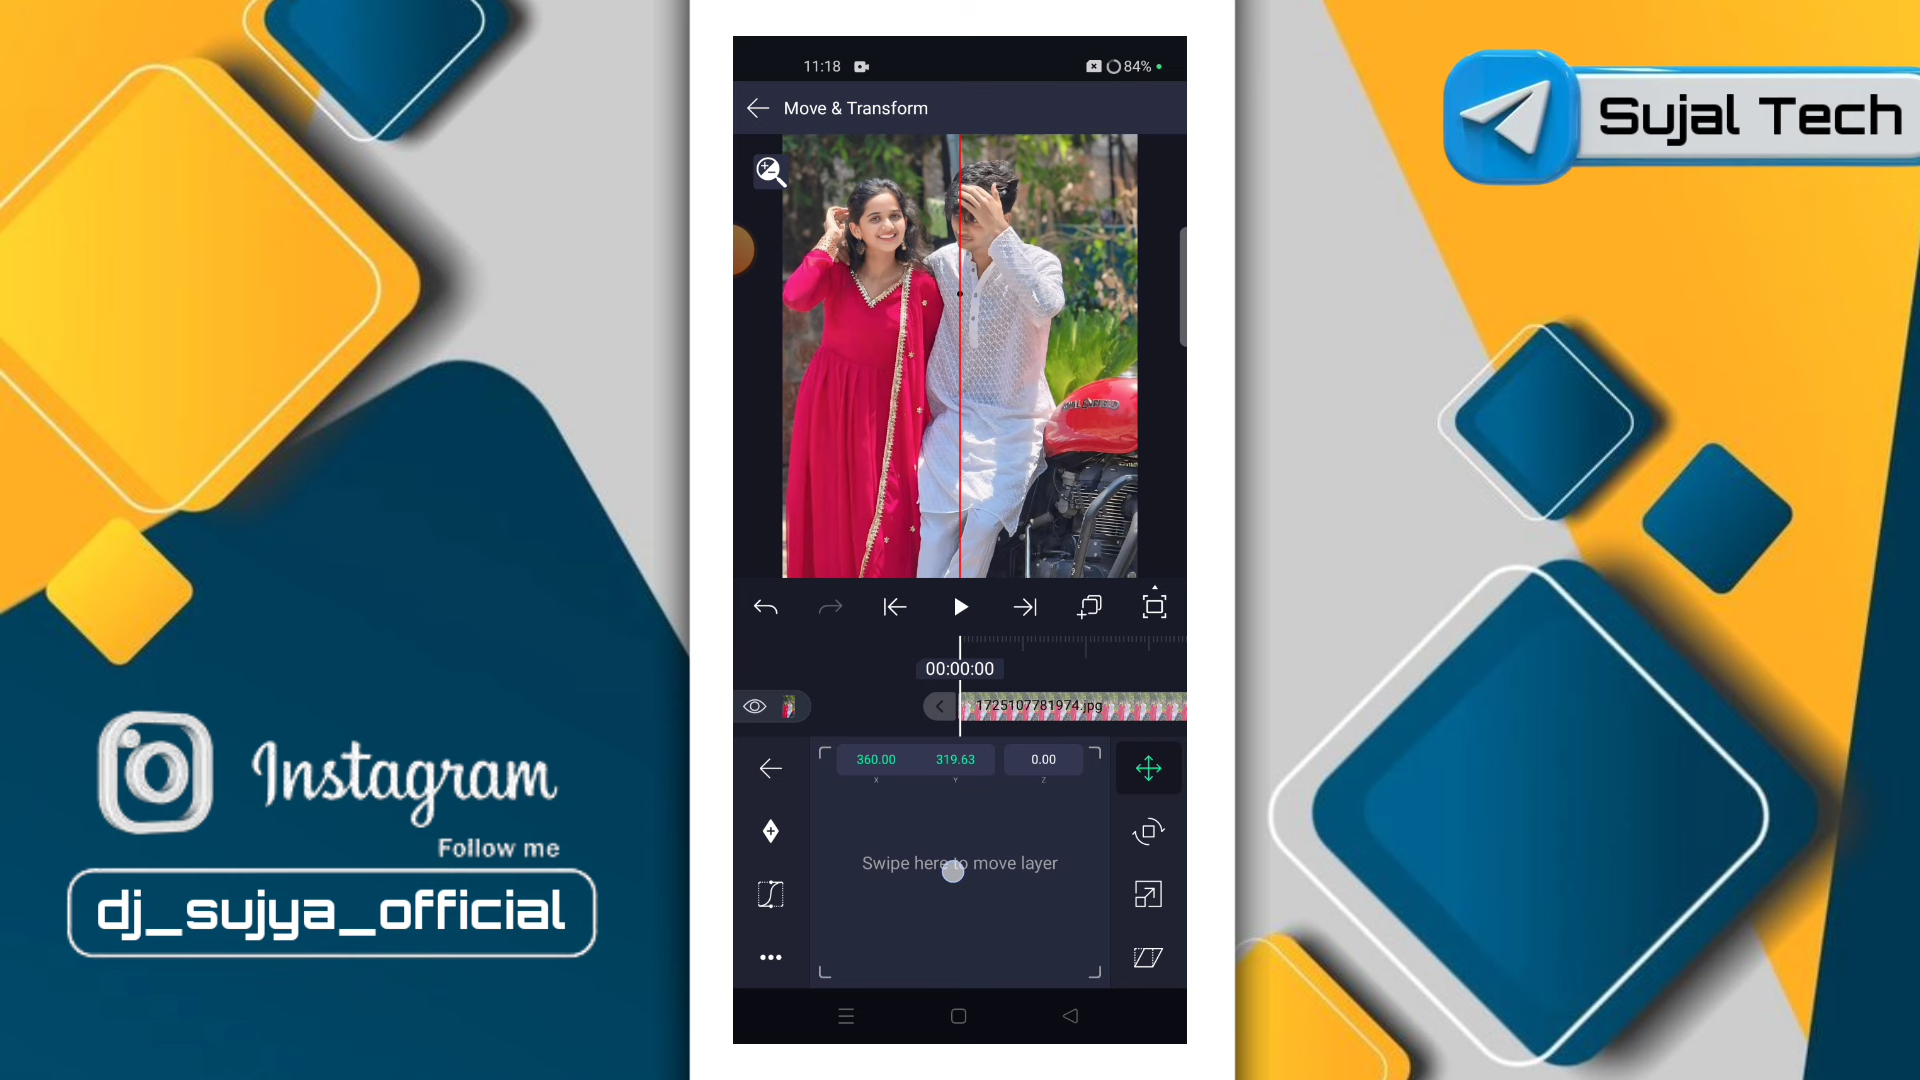 11:18
84%
Move & Transform
Sujal Tech
00:00:00
1725107781974.jpg
360.00
319.63
0.00
X
Y
Z
Swipe here to move layer
Instagram
Follow me
dj_sujya_official